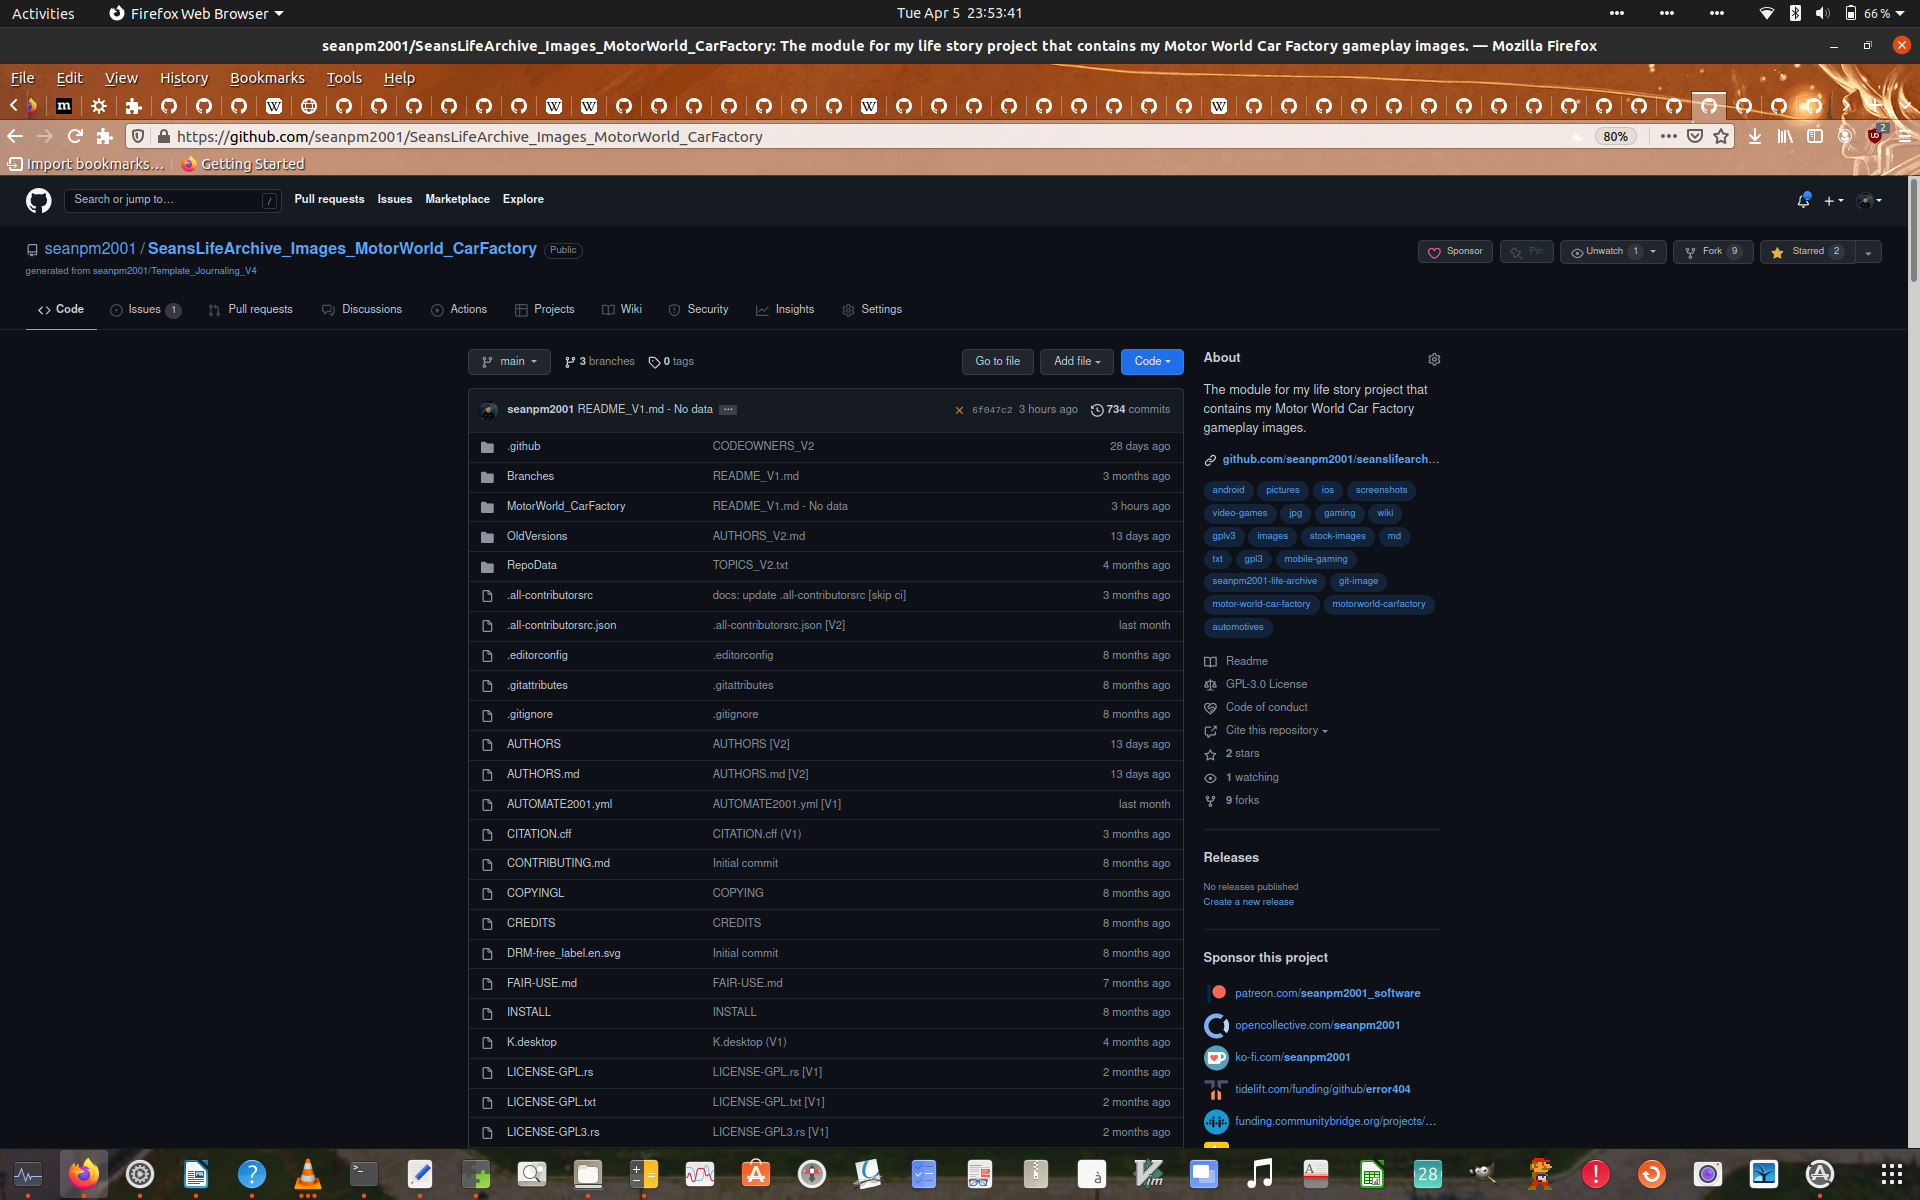 Activities Firefox Web Browser Tue Apr 5 23:53:41 66%
seanpm2001/SeansLifeArchive_Images_MotorWorld_CarFactory: The module for my life story project that contains my Motor World Car Factory gameplay images. — Mozilla Firefox
File Edit View History Bookmarks Tools Help
https://github.com/seanpm2001/SeansLifeArchive_Images_MotorWorld_CarFactory 80% 2
Import bookmarks... Getting Started
Search or jump to... / Pull requests Issues Marketplace Explore
seanpm2001 / SeansLifeArchive_Images_MotorWorld_CarFactory Public
Sponsor Pin Unwatch 1 Fork 9 Starred 2
generated from seanpm2001/Template_Journaling_V4
Code Issues 1 Pull requests Discussions Actions Projects Wiki Security Insights Settings
main 3 branches 0 tags Go to file Add file Code
seanpm2001 README_V1.md - No data ... 6f047c2 3 hours ago 734 commits
.github CODEOWNERS_V2 28 days ago
Branches README_V1.md 3 months ago
MotorWorld_CarFactory README_V1.md - No data 3 hours ago
OldVersions AUTHORS_V2.md 13 days ago
RepoData TOPICS_V2.txt 4 months ago
.all-contributorsrc docs: update .all-contributorsrc [skip ci] 3 months ago
.all-contributorsrc.json .all-contributorsrc.json [V2] last month
.editorconfig .editorconfig 8 months ago
.gitattributes .gitattributes 8 months ago
.gitignore .gitignore 8 months ago
AUTHORS AUTHORS [V2] 13 days ago
AUTHORS.md AUTHORS.md [V2] 13 days ago
AUTOMATE2001.yml AUTOMATE2001.yml [V1] last month
CITATION.cff CITATION.cff (V1) 3 months ago
CONTRIBUTING.md Initial commit 8 months ago
COPYINGL COPYING 8 months ago
CREDITS CREDITS 8 months ago
DRM-free_label.en.svg Initial commit 8 months ago
FAIR-USE.md FAIR-USE.md 7 months ago
INSTALL INSTALL 8 months ago
K.desktop K.desktop (V1) 4 months ago
LICENSE-GPL.rs LICENSE-GPL.rs [V1] 2 months ago
LICENSE-GPL.txt LICENSE-GPL.txt [V1] 2 months ago
LICENSE-GPL3.rs LICENSE-GPL3.rs [V1] 2 months ago
About
The module for my life story project that
contains my Motor World Car Factory
gameplay images.
github.com/seanpm2001/seanslifearch...
android pictures ios screenshots
video-games jpg gaming wiki
gplv3 images stock-images md
txt gpl3 mobile-gaming
seanpm2001-life-archive git-image
motor-world-car-factory motorworld-carfactory
automotives
Readme
GPL-3.0 License
Code of conduct
Cite this repository
2 stars
1 watching
9 forks
Releases
No releases published
Create a new release
Sponsor this project
patreon.com/seanpm2001_software
opencollective.com/seanpm2001
ko-fi.com/seanpm2001
tidelift.com/funding/github/error404
funding.communitybridge.org/projects/...
28